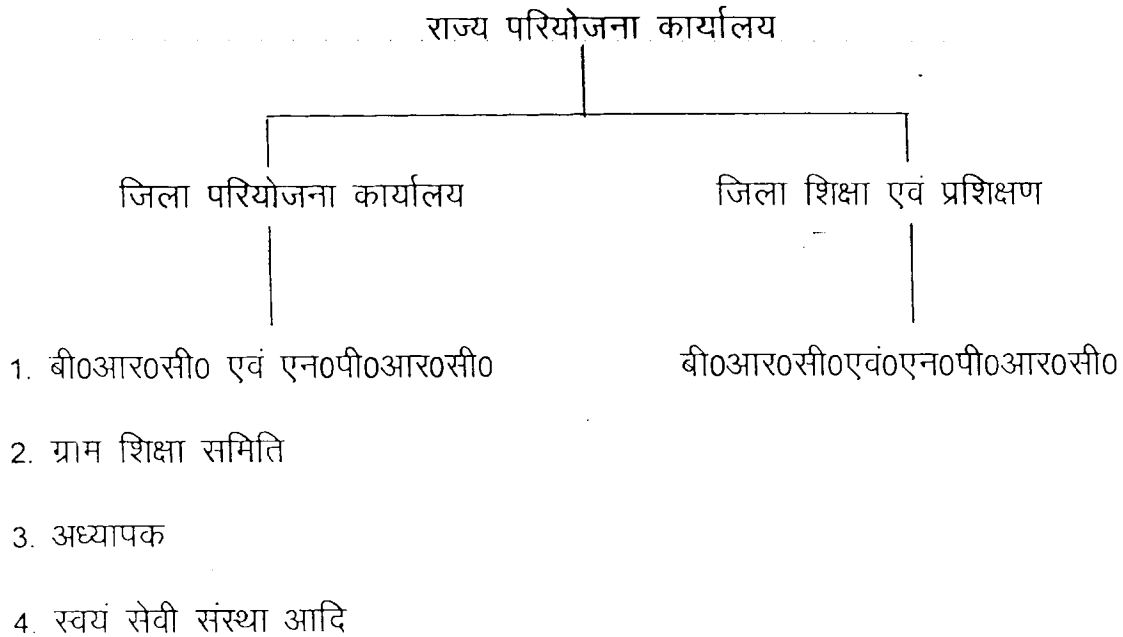 राज्य परियोजना कार्यालय
जिला परियोजना कार्यालय
जिला शिक्षा एवं प्रशिक्षण
1. बी0आर0सी0 एवं एन0पी0आर0सी0
बी0आर0सी0एवं0एन0पी0आर0सी0
2. ग्राम शिक्षा समिति
3. अध्यापक
4. स्वयं सेवी संस्था आदि